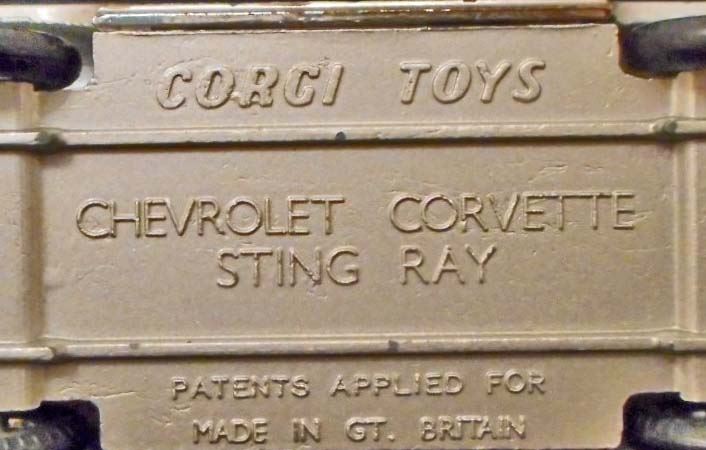 CORGI TOYS
CHEVROLET CORVETTE
STING RAY
PATENTS APPLIED FOR
MADE IN GT. BRITAIN